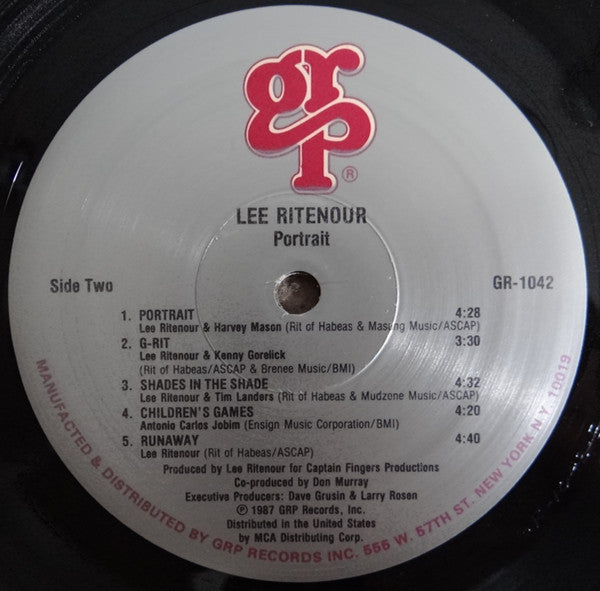 grp ®
LEE RITENOUR
Portrait
Side Two
GR-1042
1. PORTRAIT 4:28
Lee Ritenour & Harvey Mason (Rit of Habeas & Masong Music/ASCAP)
2. G-RIT 3:30
Lee Ritenour & Kenny Gorelick
(Rit of Habeas/ASCAP & Brenee Music/BMI)
3. SHADES IN THE SHADE 4:32
Lee Ritenour & Tim Landers (Rit of Habeas & Mudzene Music/ASCAP)
4. CHILDREN'S GAMES 4:20
Antonio Carlos Jobim (Ensign Music Corporation/BMI)
5. RUNAWAY 4:40
Lee Ritenour (Rit of Habeas/ASCAP)
Produced by Lee Ritenour for Captain Fingers Productions
Co-produced by Don Murray
Executive Producers: Dave Grusin & Larry Rosen
℗ 1987 GRP Records, Inc.
Distributed in the United States
by MCA Distributing Corp.
MANUFACTED & DISTRIBUTED BY GRP RECORDS INC. 555 W. 57TH ST. NEW YORK N.Y. 10019